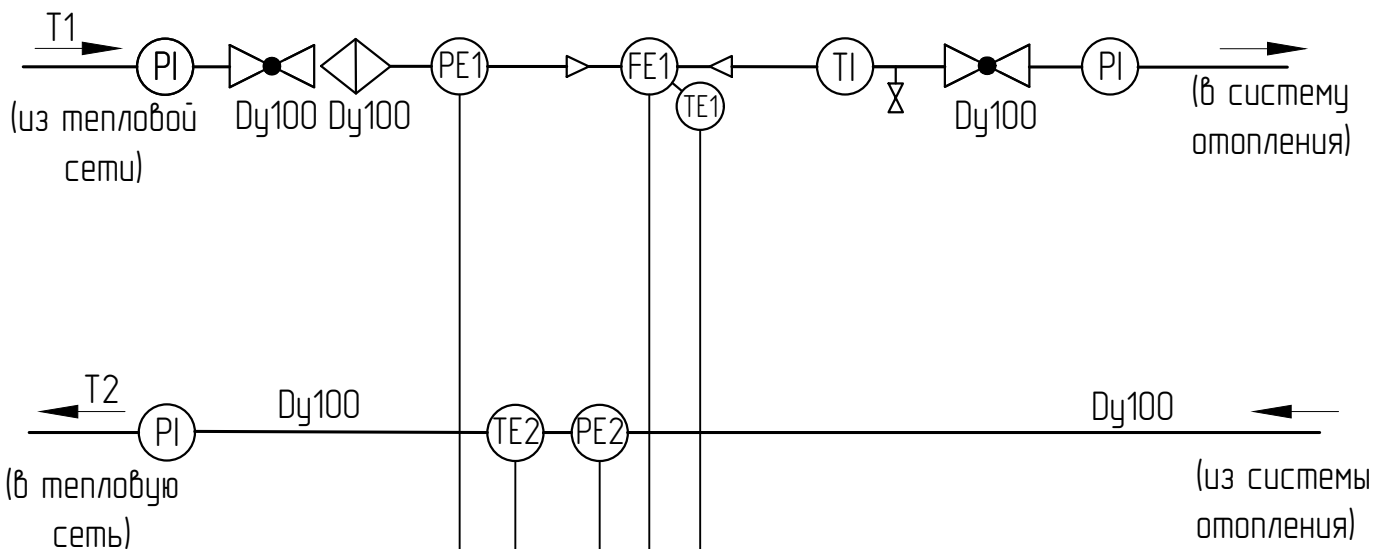 T1
PI
PE1
FE1
TI
PI
TE1
(из тепловой
сети)
Dy100
Dy100
Dy100
(в систему
отопления)
T2
PI
Dy100
TE2
PE2
Dy100
(в тепловую
сеть)
(из системы
отопления)